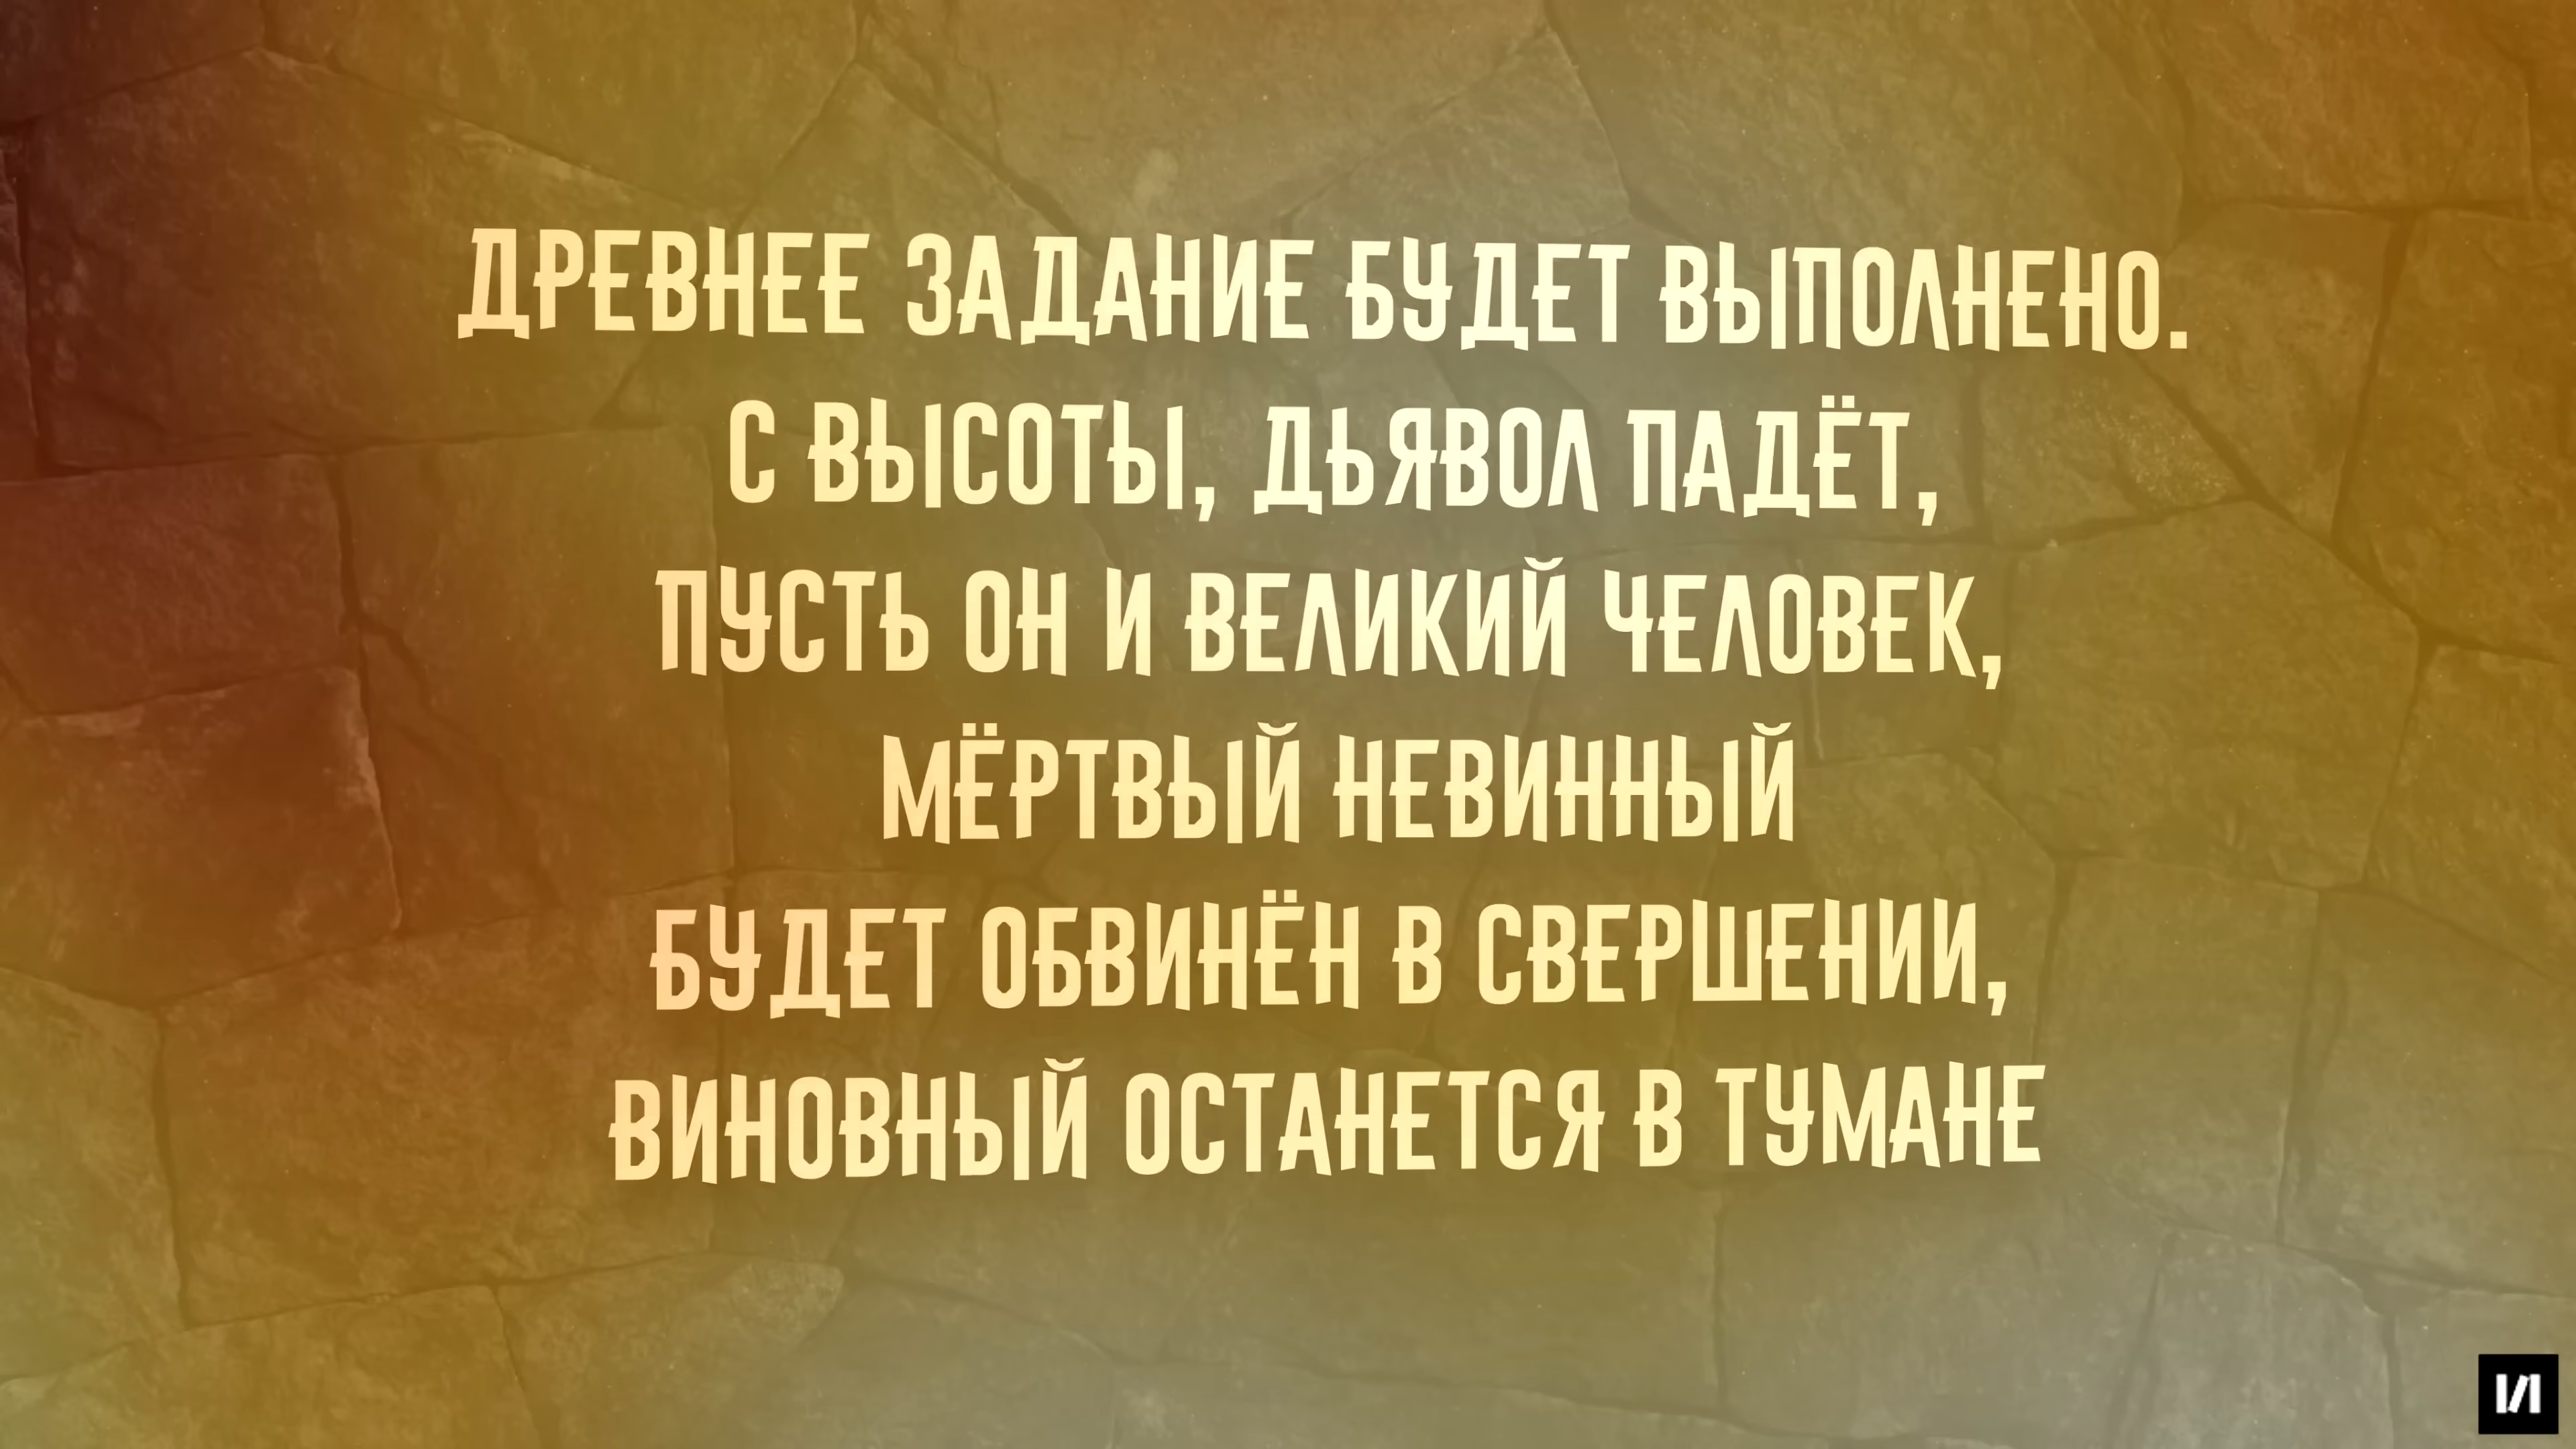 ДРЕВНЕЕ ЗАДАНИЕ БУДЕТ ВЫПОЛНЕНО.
С ВЫСОТЫ, ДЬЯВОЛ ПАДЁТ,
ПУСТЬ ОН И ВЕЛИКИЙ ЧЕЛОВЕК,
МЁРТВЫЙ НЕВИННЫЙ
БУДЕТ ОБВИНЁН В СВЕРШЕНИИ,
ВИНОВНЫЙ ОСТАНЕТСЯ В ТУМАНЕ
И